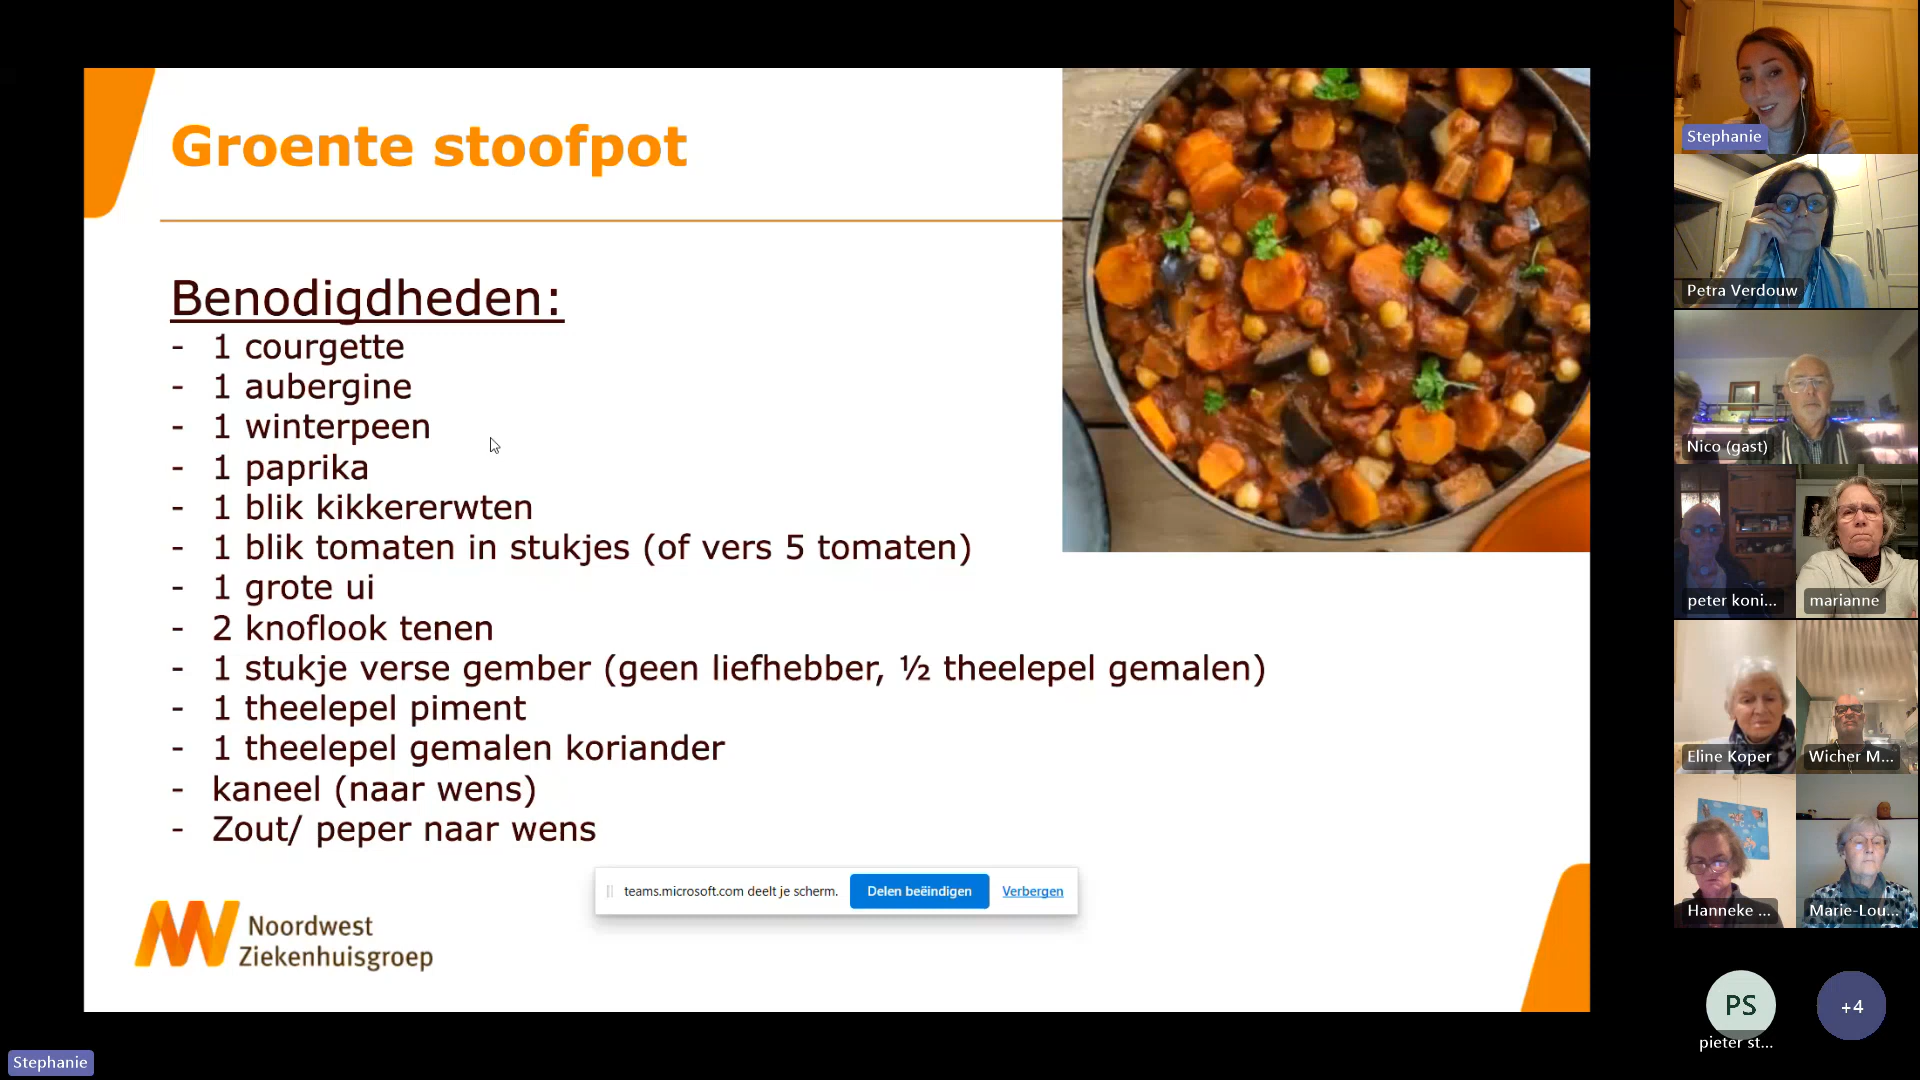 Groente stoofpot
Benodigdheden:
- 1 courgette
- 1 aubergine
- 1 winterpeen
- 1 paprika
- 1 blik kikkererwten
- 1 blik tomaten in stukjes (of vers 5 tomaten)
- 1 grote ui
- 2 knoflook tenen
- 1 stukje verse gember (geen liefhebber, ½ theelepel gemalen)
- 1 theelepel piment
- 1 theelepel gemalen koriander
- kaneel (naar wens)
- Zout/ peper naar wens
teams.microsoft.com deelt je scherm. Delen beëindigen Verbergen
Noordwest
Ziekenhuisgroep
Stephanie
Stephanie
Petra Verdouw
Nico (gast)
peter koni... marianne
Eline Koper Wicher M...
Hanneke ... Marie-Lou...
PS +4
pieter st...